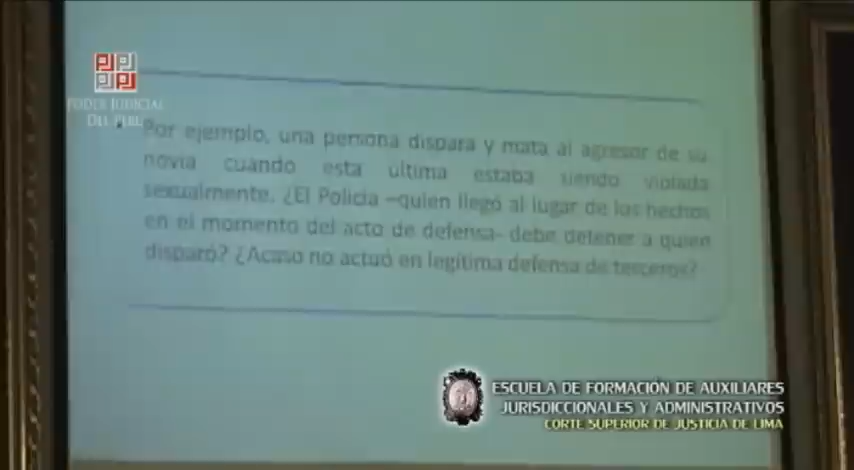 PODER JUDICIAL
DEL PERÚ
Por ejemplo, una persona dispara y mata al agresor de su
novia cuando esta última estaba siendo violada
sexualmente. ¿El Policía –quien llegó al lugar de los hechos
en el momento del acto de defensa- debe detener a quien
disparó? ¿Acaso no actuó en legítima defensa de terceros?
ESCUELA DE FORMACIÓN DE AUXILIARES
JURISDICCIONALES Y ADMINISTRATIVOS
CORTE SUPERIOR DE JUSTICIA DE LIMA